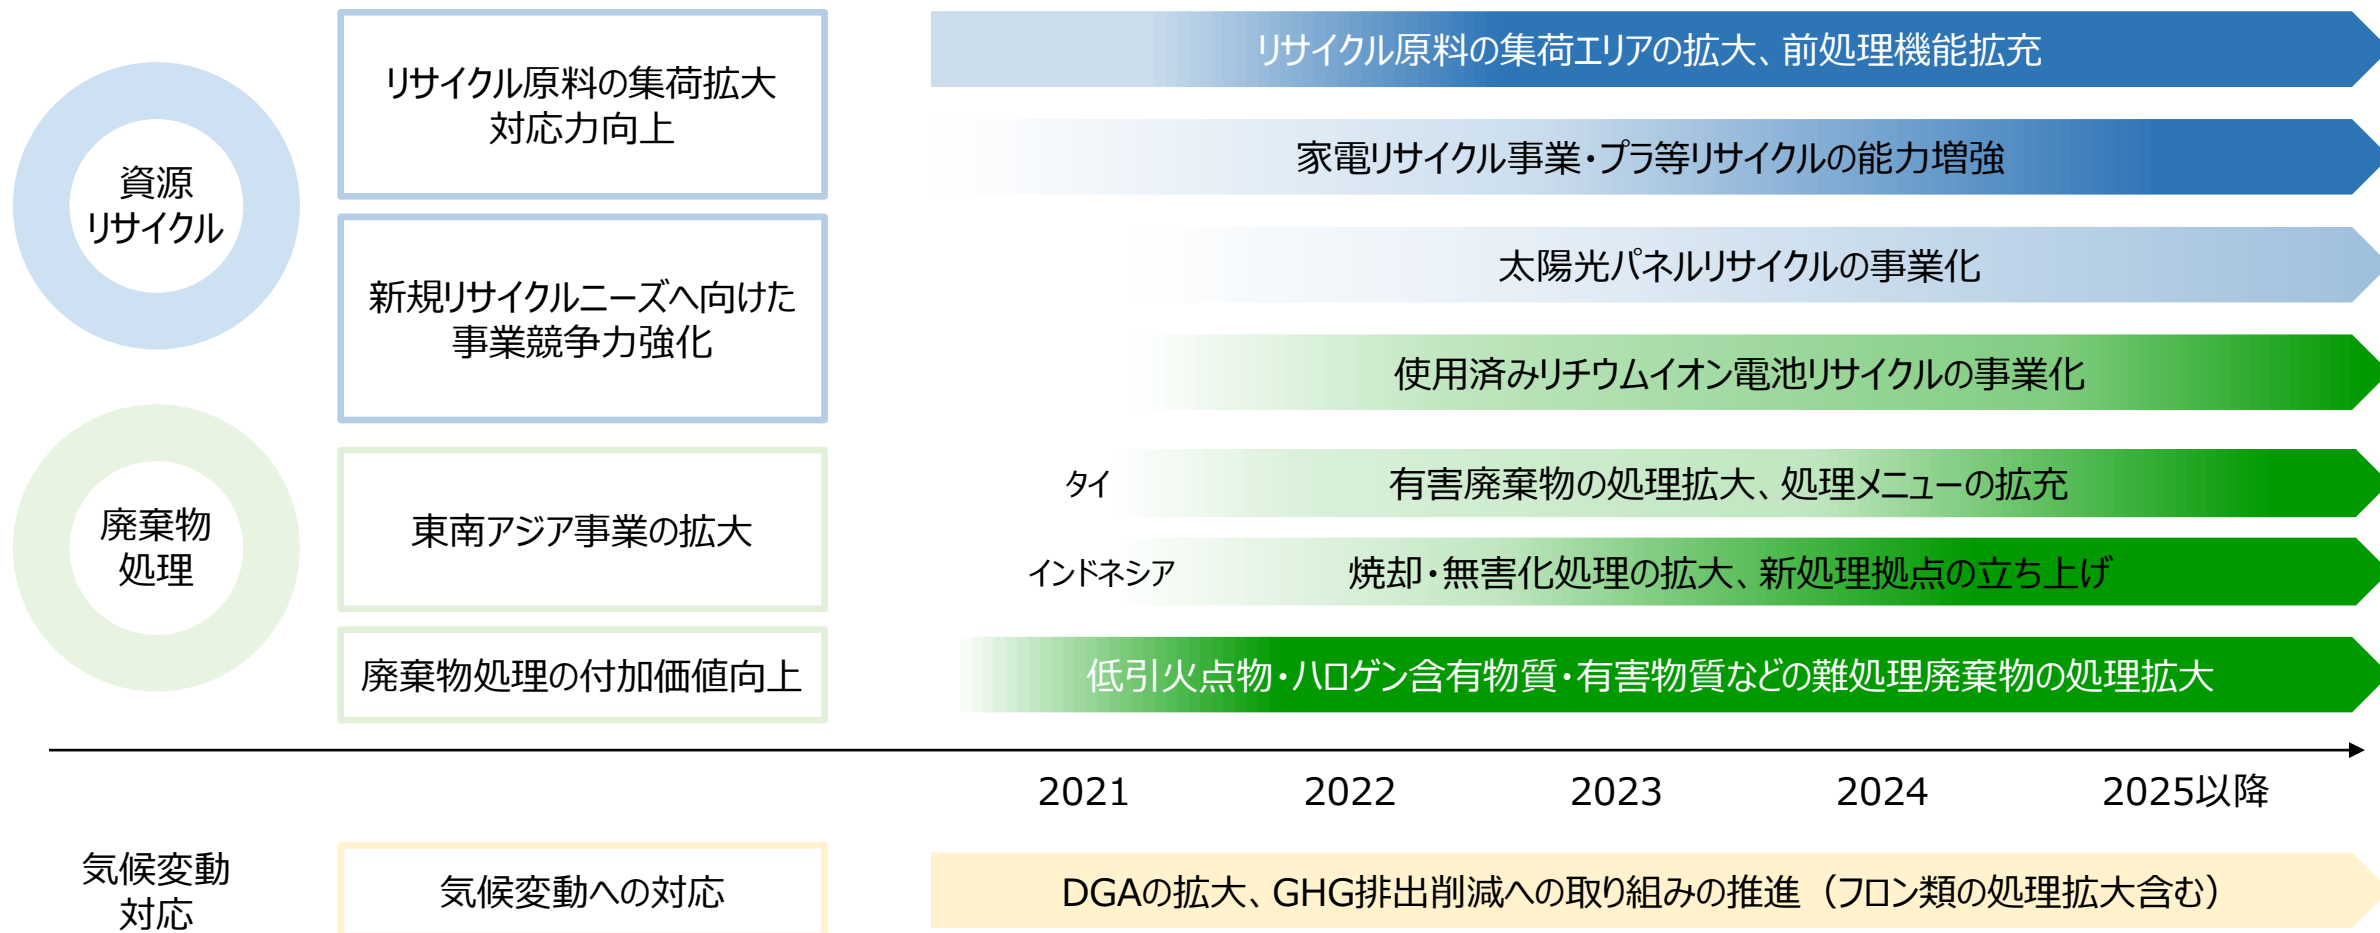 資源
リサイクル
リサイクル原料の集荷拡大
対応力向上
リサイクル原料の集荷エリアの拡大、前処理機能拡充
家電リサイクル事業・プラ等リサイクルの能力増強
新規リサイクルニーズへ向けた
事業競争力強化
太陽光パネルリサイクルの事業化
使用済みリチウムイオン電池リサイクルの事業化
廃棄物
処理
東南アジア事業の拡大
タイ
有害廃棄物の処理拡大、処理メニューの拡充
インドネシア
焼却・無害化処理の拡大、新処理拠点の立ち上げ
廃棄物処理の付加価値向上
低引火点物・ハロゲン含有物質・有害物質などの難処理廃棄物の処理拡大
2021
2022
2023
2024
2025以降
気候変動
対応
気候変動への対応
DGAの拡大、GHG排出削減への取り組みの推進（フロン類の処理拡大含む）